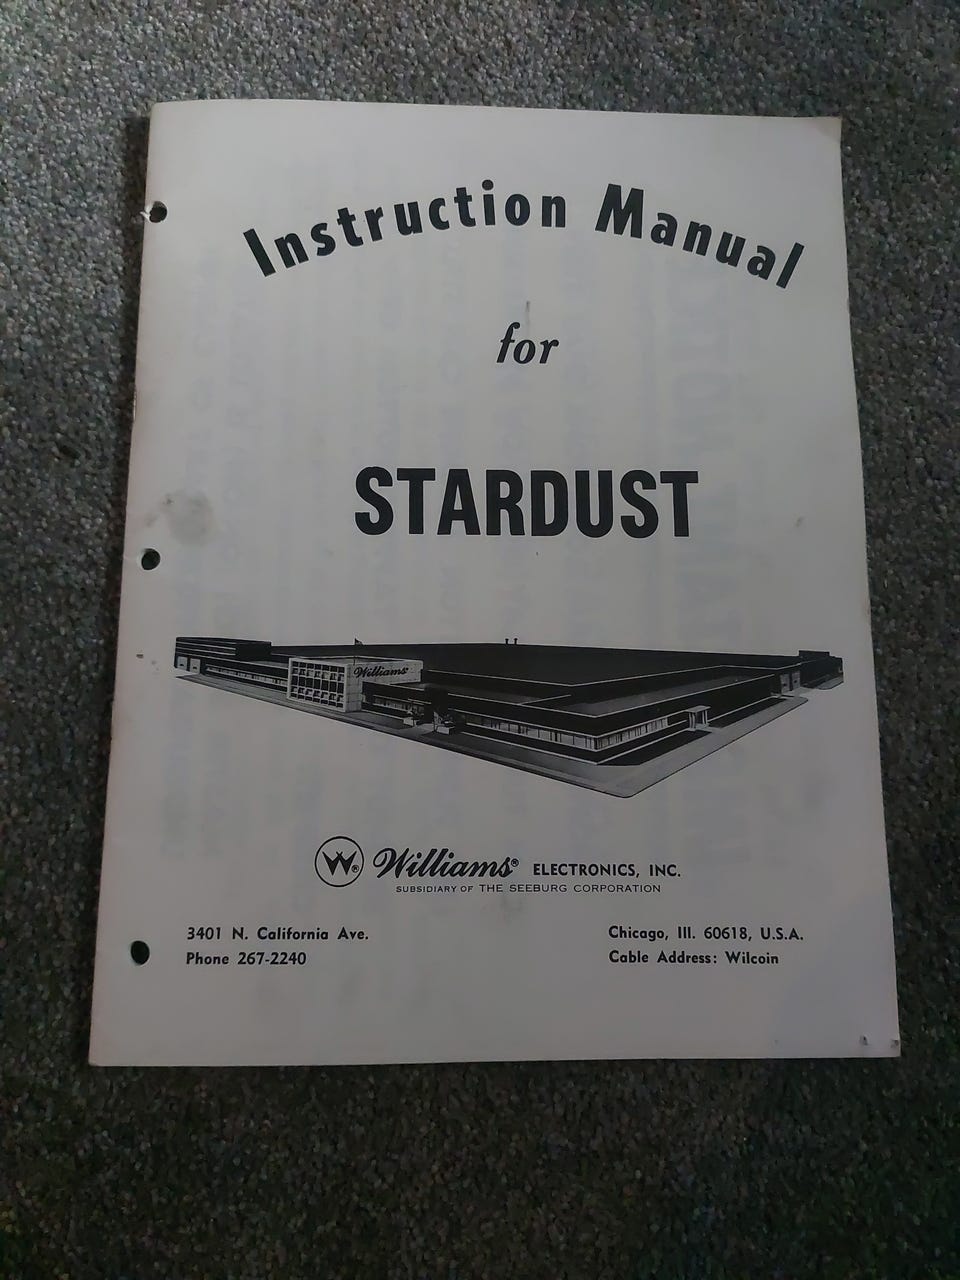 Instruction Manual
for
STARDUST
Williams
W®
Williams® ELECTRONICS, INC.
SUBSIDIARY OF THE SEEBURG CORPORATION
3401 N. California Ave.
Phone 267-2240
Chicago, Ill. 60618, U.S.A.
Cable Address: Wilcoin